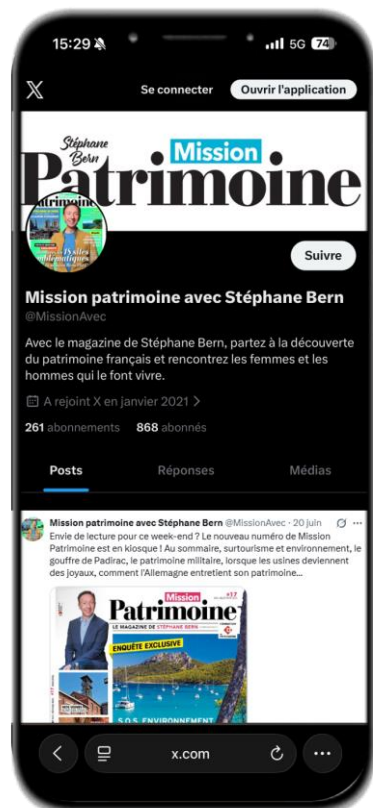 15:29
5G 74
Se connecter
Ouvrir l'application
Stéphane
Bern
Mission
Patrimoine
Suivre
Mission patrimoine avec Stéphane Bern
@MissionAvec
Avec le magazine de Stéphane Bern, partez à la découverte
du patrimoine français et rencontrez les femmes et les
hommes qui le font vivre.
A rejoint X en janvier 2021
261 abonnements 868 abonnés
Posts
Réponses
Médias
Mission patrimoine avec Stéphane Bern @MissionAvec · 20 juin
Envie de lecture pour ce week-end ? Le nouveau numéro de Mission
Patrimoine est en kiosque ! Au sommaire, surtourisme et environnement, le
gouffre de Padirac, le patrimoine militaire, lorsque les usines deviennent
des joyaux, comment l'Allemagne entretient son patrimoine...
Mission
Patrimoine
n°17
LE MAGAZINE DE STÉPHANE BERN
ENQUÊTE EXCLUSIVE
S.O.S. ENVIRONNEMENT
x.com